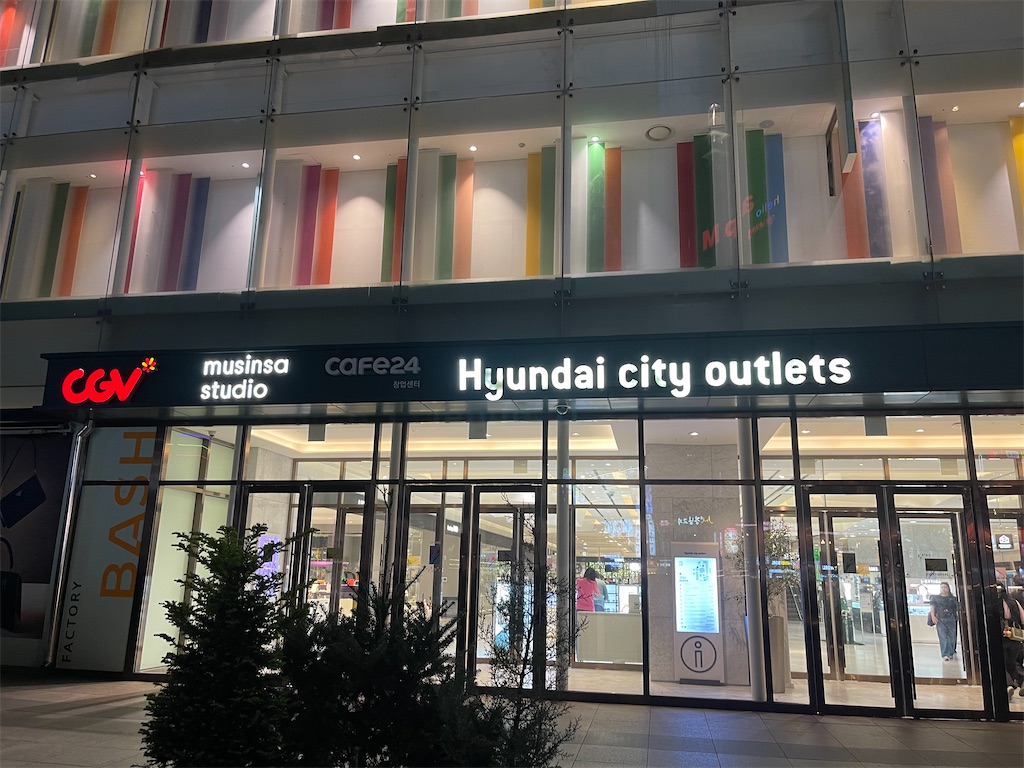 CGV
musinsa
studio
CAFE24
창업센터
Hyundai city outlets
BASH
FACTORY
i